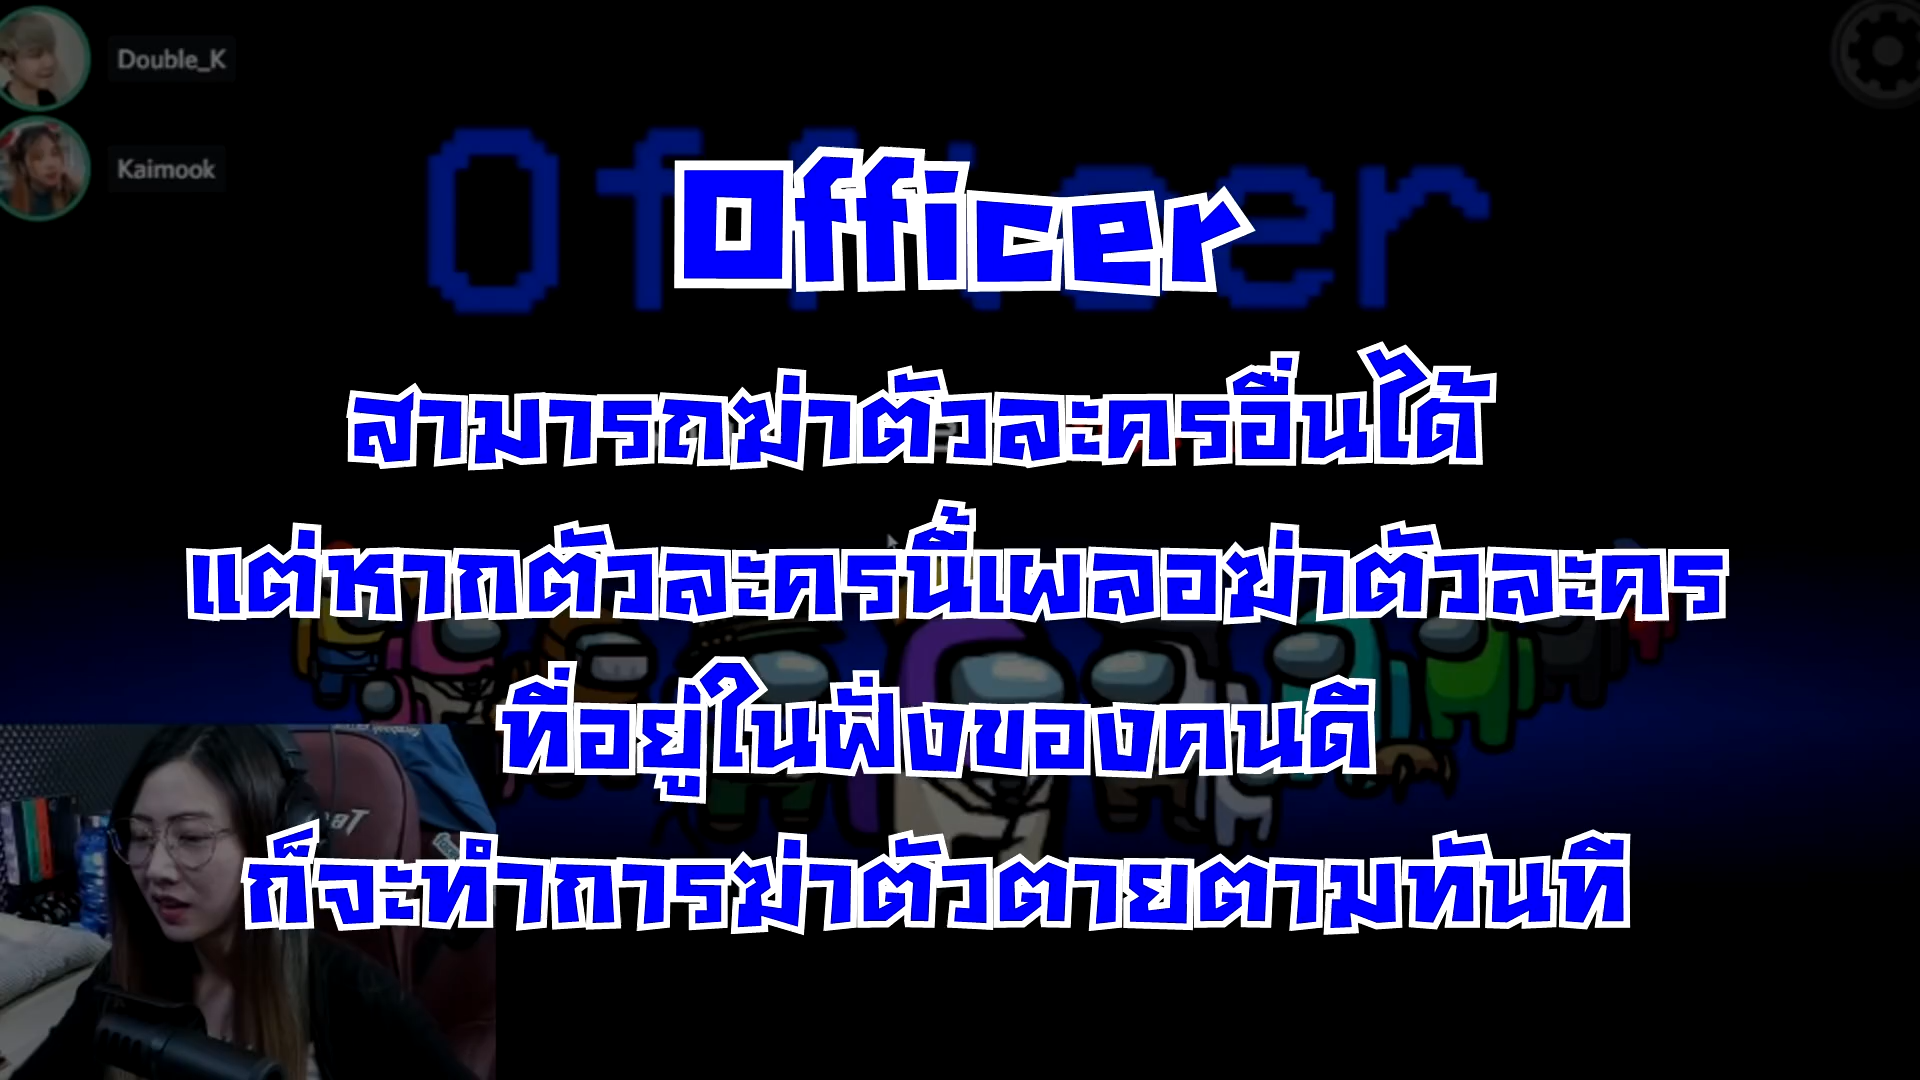 Double_K
Kaimook
Officer
Officer
สามารถฆ่าตัวละครอื่นได้
แต่หากตัวละครนี้เผลอฆ่าตัวละคร
ที่อยู่ในฝั่งของคนดี
ก็จะทำการฆ่าตัวตายตามทันที